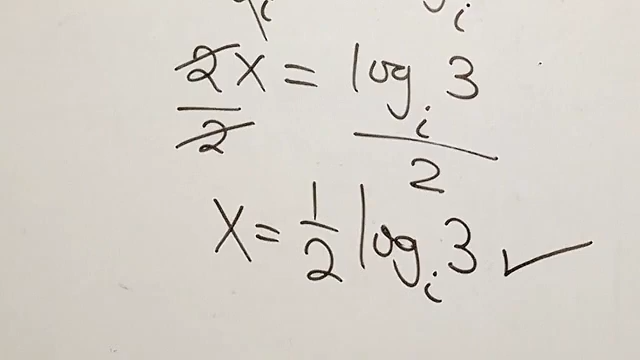 2x = log_i 3
2 2
x = 1/2 log_i 3 ✓